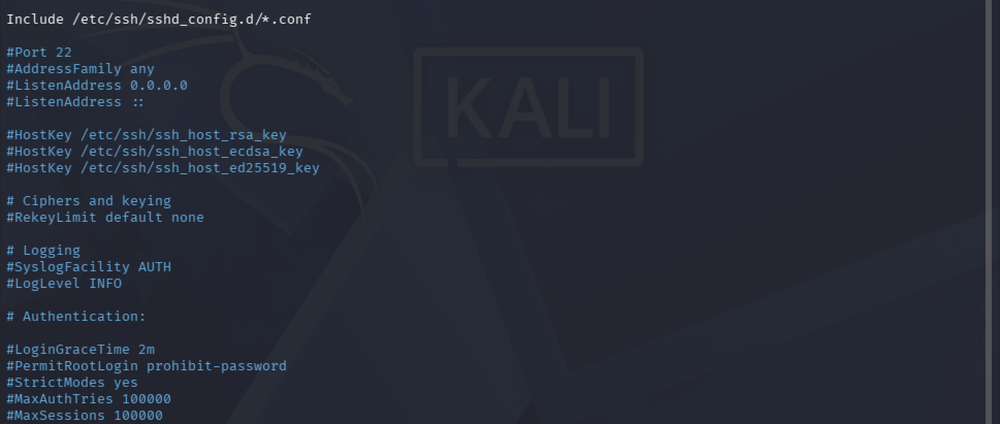 Include /etc/ssh/sshd_config.d/*.conf
#Port 22
#AddressFamily any
#ListenAddress 0.0.0.0
#ListenAddress ::
#HostKey /etc/ssh/ssh_host_rsa_key
#HostKey /etc/ssh/ssh_host_ecdsa_key
#HostKey /etc/ssh/ssh_host_ed25519_key
# Ciphers and keying
#RekeyLimit default none
# Logging
#SyslogFacility AUTH
#LogLevel INFO
# Authentication:
#LoginGraceTime 2m
#PermitRootLogin prohibit-password
#StrictModes yes
#MaxAuthTries 100000
#MaxSessions 100000
KALI